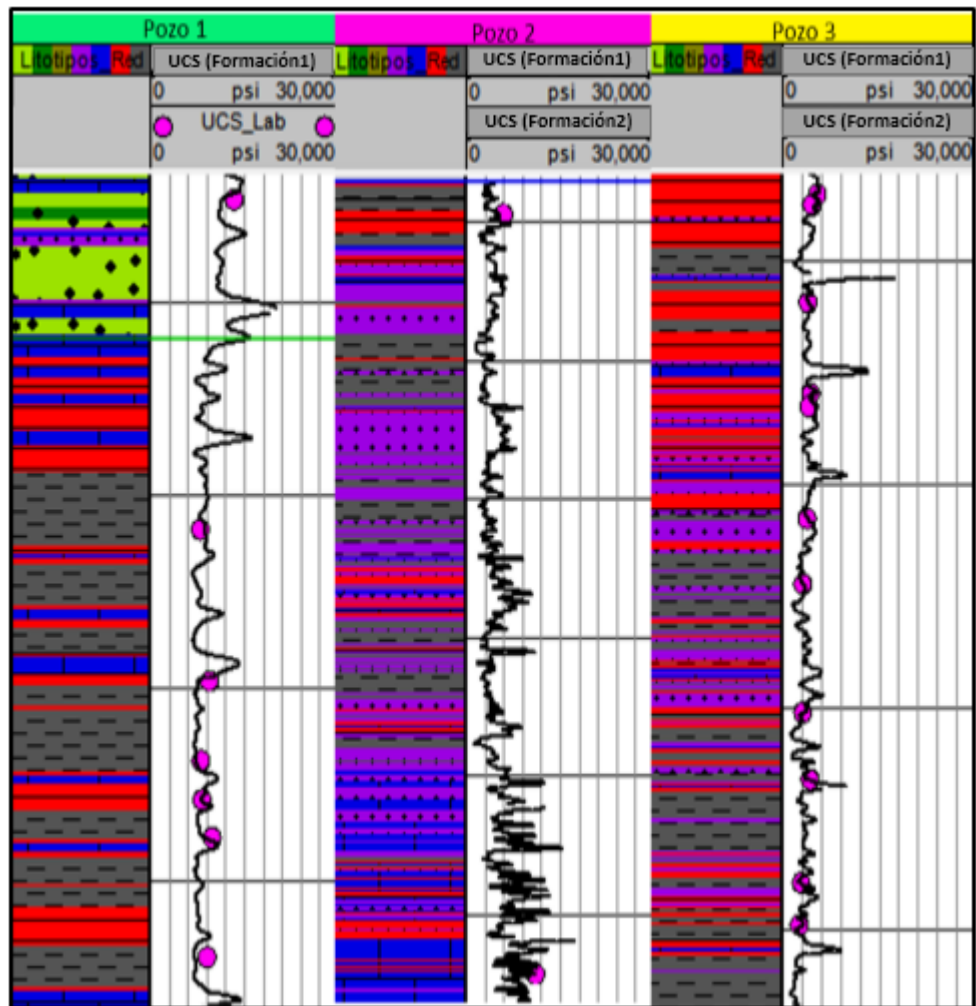 Pozo 1
Pozo 2
Pozo 3
Litotipos_Red
UCS (Formación1)
Litotipos_Red
UCS (Formación1)
Litotipos_Red
UCS (Formación1)
0 psi 30,000
0 psi 30,000
0 psi 30,000
UCS_Lab
UCS (Formación2)
UCS (Formación2)
0 psi 30,000
0 psi 30,000
0 psi 30,000